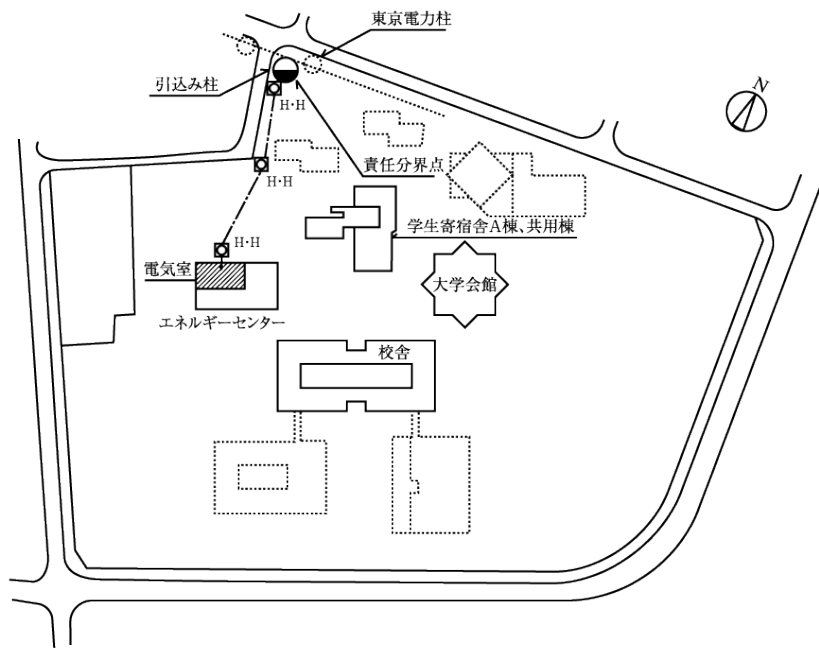 東京電力柱
N
引込み柱
H·H
責任分界点
H·H
学生寄宿舎A棟、共用棟
H·H
電気室
大学会館
エネルギーセンター
校舎